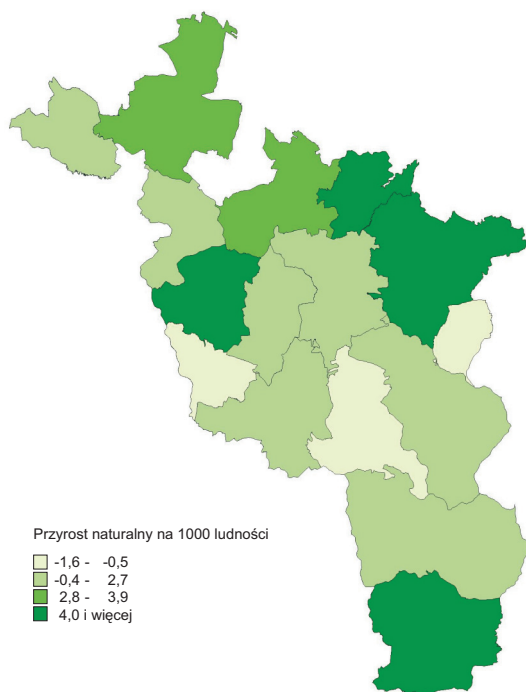 Przyrost naturalny na 1000 ludności
-1,6 - -0,5
-0,4 - 2,7
2,8 - 3,9
4,0 i więcej